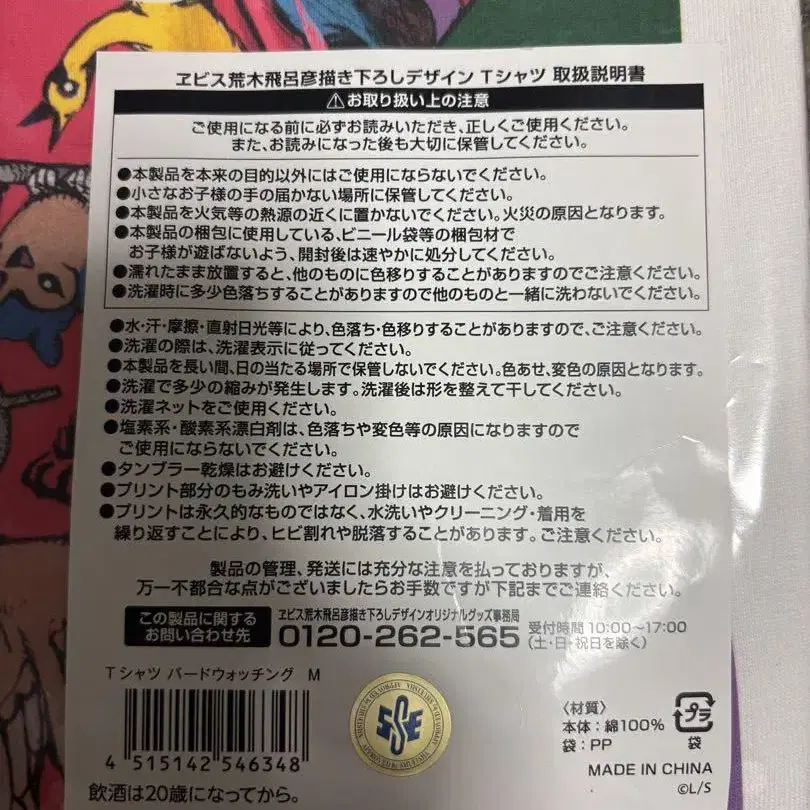 ヱビス荒木飛呂彦描き下ろしデザイン Tシャツ 取扱説明書
⚠お取り扱い上の注意
ご使用になる前に必ずお読みいただき、正しくご使用ください。
また、お読みになった後も大切に保管してください。
●本製品を本来の目的以外にはご使用にならないでください。
●小さなお子様の手の届かない場所に保管してください。
●本製品を火気等の熱源の近くに置かないでください。火災の原因となります。
●本製品の梱包に使用している、ビニール袋等の梱包材で
お子様が遊ばないよう、開封後は速やかに処分してください。
●濡れたまま放置すると、他のものに色移りすることがありますのでご注意ください。
●洗濯時に多少色落ちすることがありますので他のものと一緒に洗わないでください。
●水・汗・摩擦・直射日光等により、色落ち・色移りすることがありますので、ご注意ください。
●洗濯の際は、洗濯表示に従ってください。
●本製品を長い間、日の当たる場所で保管しないでください。色あせ、変色の原因となります。
●洗濯で多少の縮みが発生します。洗濯後は形を整えて干してください。
●洗濯ネットをご使用ください。
●塩素系・酸素系漂白剤は、色落ちや変色等の原因になりますので
ご使用にならないでください。
●タンブラー乾燥はお避けください。
●プリント部分のもみ洗いやアイロン掛けはお避けください。
●プリントは永久的なものではなく、水洗いやクリーニング・着用を
繰り返すことにより、ヒビ割れや脱落することがあります。ご注意ください。
製品の管理、発送には充分な注意を払っておりますが、
万一不都合な点がございましたらお手数ですが下記までご連絡ください。
この製品に関する
お問い合わせ先
ヱビス荒木飛呂彦描き下ろしデザインオリジナルグッズ事務局
0120-262-565
受付時間 10:00~17:00
(土・日・祝日を除く)
Tシャツ バードウォッチング M
4 515142 546348
飲酒は20歳になってから。
SSE
〈材質〉
本体:綿100%
袋:PP
プラ
袋
MADE IN CHINA
©L/S